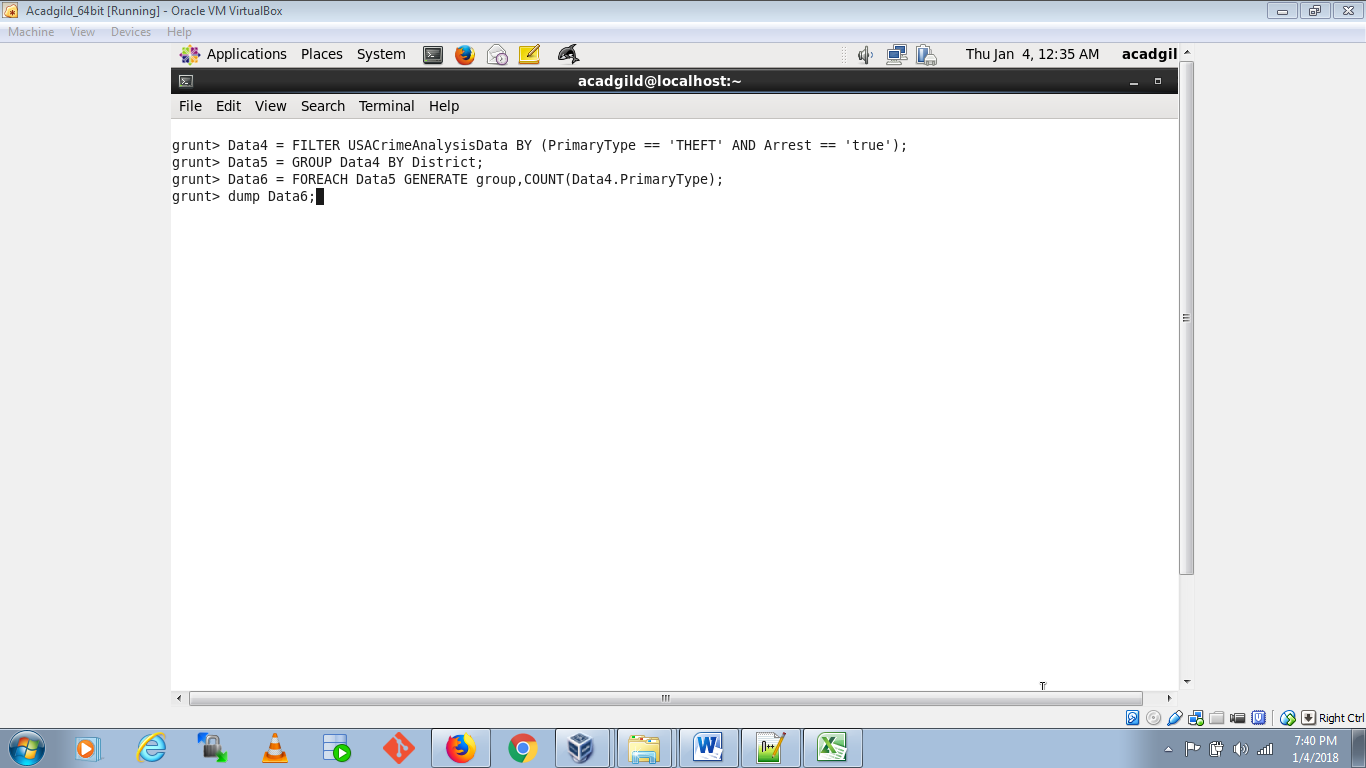 Acadgild_64bit [Running] - Oracle VM VirtualBox
Machine View Devices Help
Applications Places System Thu Jan 4, 12:35 AM acadgil
acadgild@localhost:~
File Edit View Search Terminal Help
grunt> Data4 = FILTER USACrimeAnalysisData BY (PrimaryType == 'THEFT' AND Arrest == 'true');
grunt> Data5 = GROUP Data4 BY District;
grunt> Data6 = FOREACH Data5 GENERATE group,COUNT(Data4.PrimaryType);
grunt> dump Data6;
Right Ctrl
7:40 PM
1/4/2018